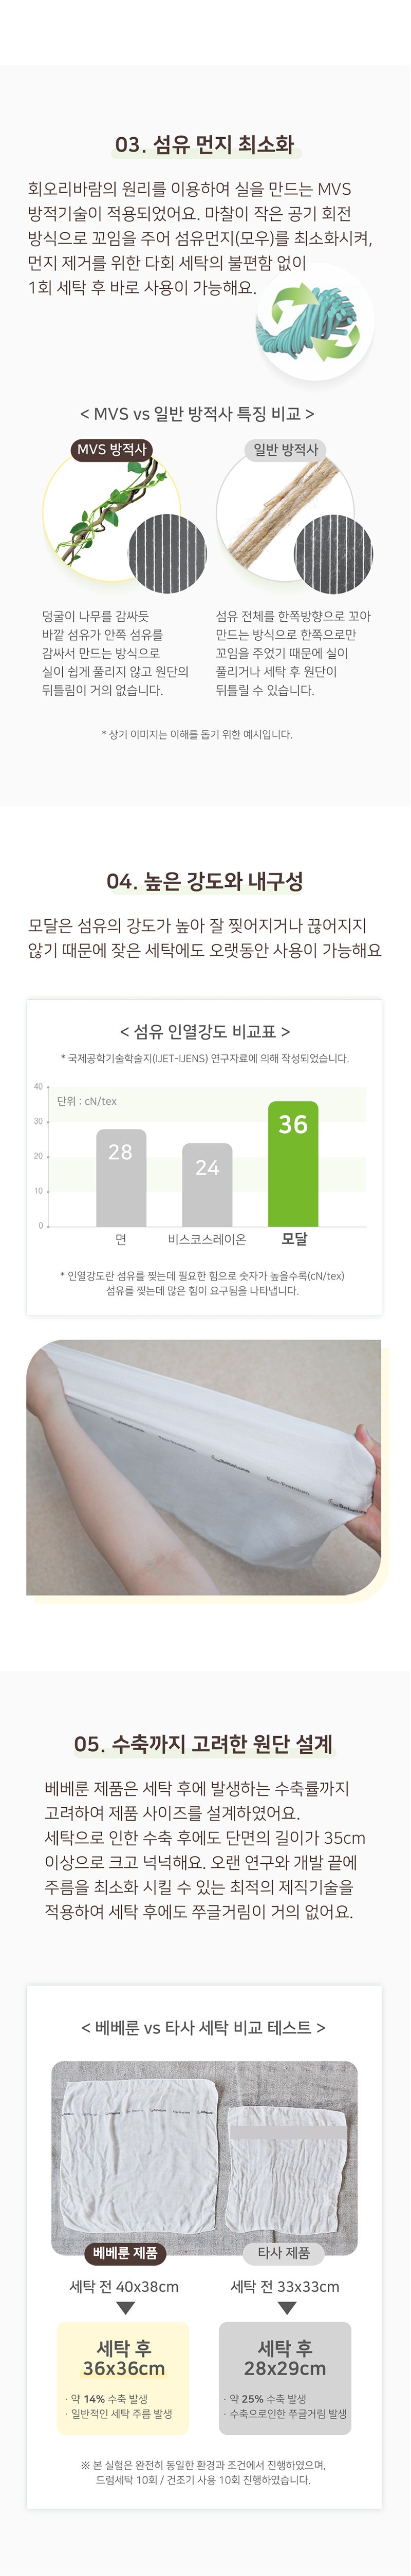 03. 섬유 먼지 최소화
회오리바람의 원리를 이용하여 실을 만드는 MVS
방적기술이 적용되었어요. 마찰이 작은 공기 회전
방식으로 꼬임을 주어 섬유먼지(모우)를 최소화시켜,
먼지 제거를 위한 다회 세탁의 불편함 없이
1회 세탁 후 바로 사용이 가능해요.
< MVS vs 일반 방적사 특징 비교 >
MVS 방적사
일반 방적사
덩굴이 나무를 감싸듯
바깥 섬유가 안쪽 섬유를
감싸서 만드는 방식으로
실이 쉽게 풀리지 않고 원단의
뒤틀림이 거의 없습니다.
섬유 전체를 한쪽방향으로 꼬아
만드는 방식으로 한쪽으로만
꼬임을 주었기 때문에 실이
풀리거나 세탁 후 원단이
뒤틀릴 수 있습니다.
* 상기 이미지는 이해를 돕기 위한 예시입니다.
04. 높은 강도와 내구성
모달은 섬유의 강도가 높아 잘 찢어지거나 끊어지지
않기 때문에 잦은 세탁에도 오랫동안 사용이 가능해요
< 섬유 인열강도 비교표 >
* 국제공학기술학술지(IJET-IJENS) 연구자료에 의해 작성되었습니다.
단위 : cN/tex
40
30
20
10
0
28
24
36
면
비스코스레이온
모달
* 인열강도란 섬유를 찢는데 필요한 힘으로 숫자가 높을수록(cN/tex)
섬유를 찢는데 많은 힘이 요구됨을 나타냅니다.
05. 수축까지 고려한 원단 설계
베베룬 제품은 세탁 후에 발생하는 수축률까지
고려하여 제품 사이즈를 설계하였어요.
세탁으로 인한 수축 후에도 단면의 길이가 35cm
이상으로 크고 넉넉해요. 오랜 연구와 개발 끝에
주름을 최소화 시킬 수 있는 최적의 제직기술을
적용하여 세탁 후에도 쭈글거림이 거의 없어요.
< 베베룬 vs 타사 세탁 비교 테스트 >
베베룬 제품
타사 제품
세탁 전 40x38cm
세탁 전 33x33cm
세탁 후
36x36cm
· 약 14% 수축 발생
· 일반적인 세탁 주름 발생
세탁 후
28x29cm
· 약 25% 수축 발생
· 수축으로인한 쭈글거림 발생
※ 본 실험은 완전히 동일한 환경과 조건에서 진행하였으며,
드럼세탁 10회 / 건조기 사용 10회 진행하였습니다.